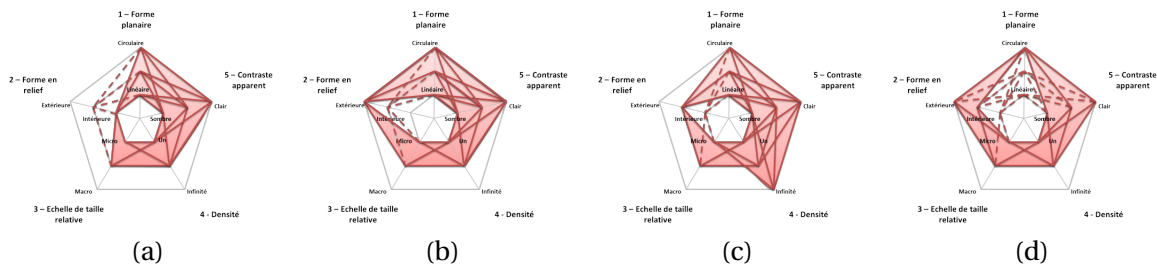 1 – Forme
planaire
Circulaire
2 – Forme en
relief
5 – Contraste
apparent
Extérieure
Linéaire
Clair
Intérieure
Sombre
Micro
Un
Macro
Infinité
3 – Echelle de taille
relative
4 - Densité
(a)
1 – Forme
planaire
Circulaire
2 – Forme en
relief
5 – Contraste
apparent
Extérieure
Linéaire
Clair
Intérieure
Sombre
Micro
Un
Macro
Infinité
3 – Echelle de taille
relative
4 - Densité
(b)
1 – Forme
planaire
Circulaire
2 – Forme en
relief
5 – Contraste
apparent
Extérieure
Linéaire
Clair
Intérieure
Sombre
Micro
Un
Macro
Infinité
3 – Echelle de taille
relative
4 - Densité
(c)
1 – Forme
planaire
Circulaire
2 – Forme en
relief
5 – Contraste
apparent
Extérieure
Linéaire
Clair
Intérieure
Sombre
Micro
Un
Macro
Infinité
3 – Echelle de taille
relative
4 - Densité
(d)